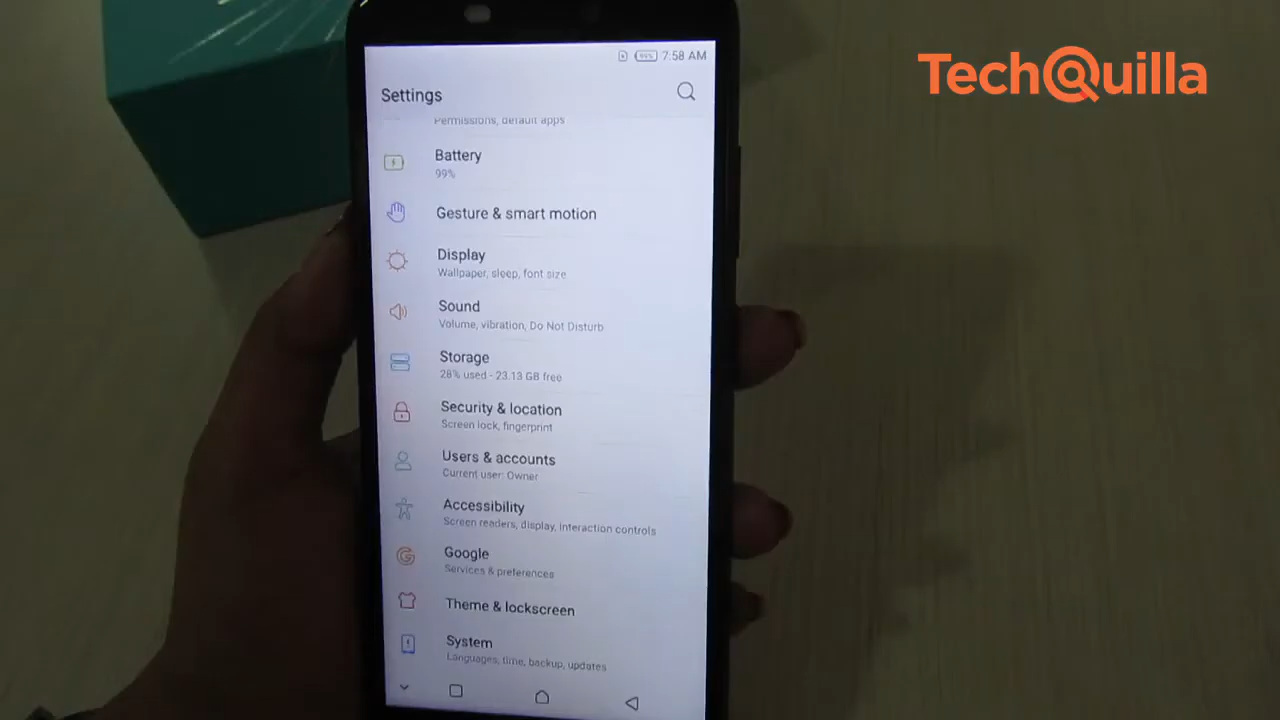 TechQuilla
99% 7:58 AM
Settings
Permissions, default apps
Battery
99%
Gesture & smart motion
Display
Wallpaper, sleep, font size
Sound
Volume, vibration, Do Not Disturb
Storage
28% used - 23.13 GB free
Security & location
Screen lock, fingerprint
Users & accounts
Current user: Owner
Accessibility
Screen readers, display, interaction controls
Google
Services & preferences
Theme & lockscreen
System
Languages, time, backup, updates